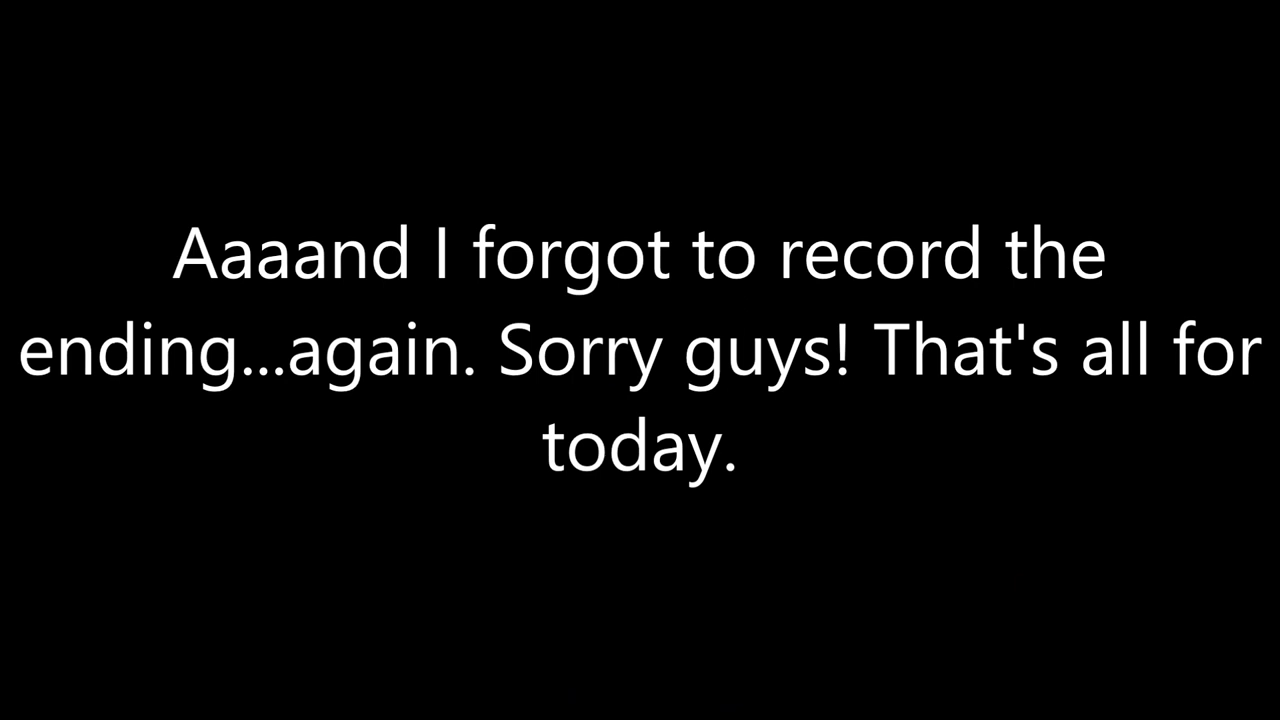 Aaaand I forgot to record the
ending...again. Sorry guys! That's all for
today.